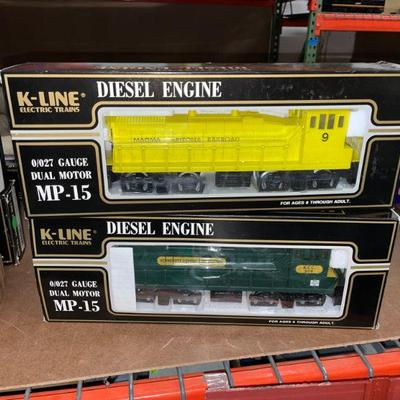 K-LINE
ELECTRIC TRAINS
DIESEL ENGINE
MAGMA ARIZONA RAILROAD
9
0/027 GAUGE
DUAL MOTOR
MP-15
FOR AGES 8 THROUGH ADULT.
K-LINE
ELECTRIC TRAINS
DIESEL ENGINE
0/027 GAUGE
DUAL MOTOR
MP-15
FOR AGES 8 THROUGH ADULT.